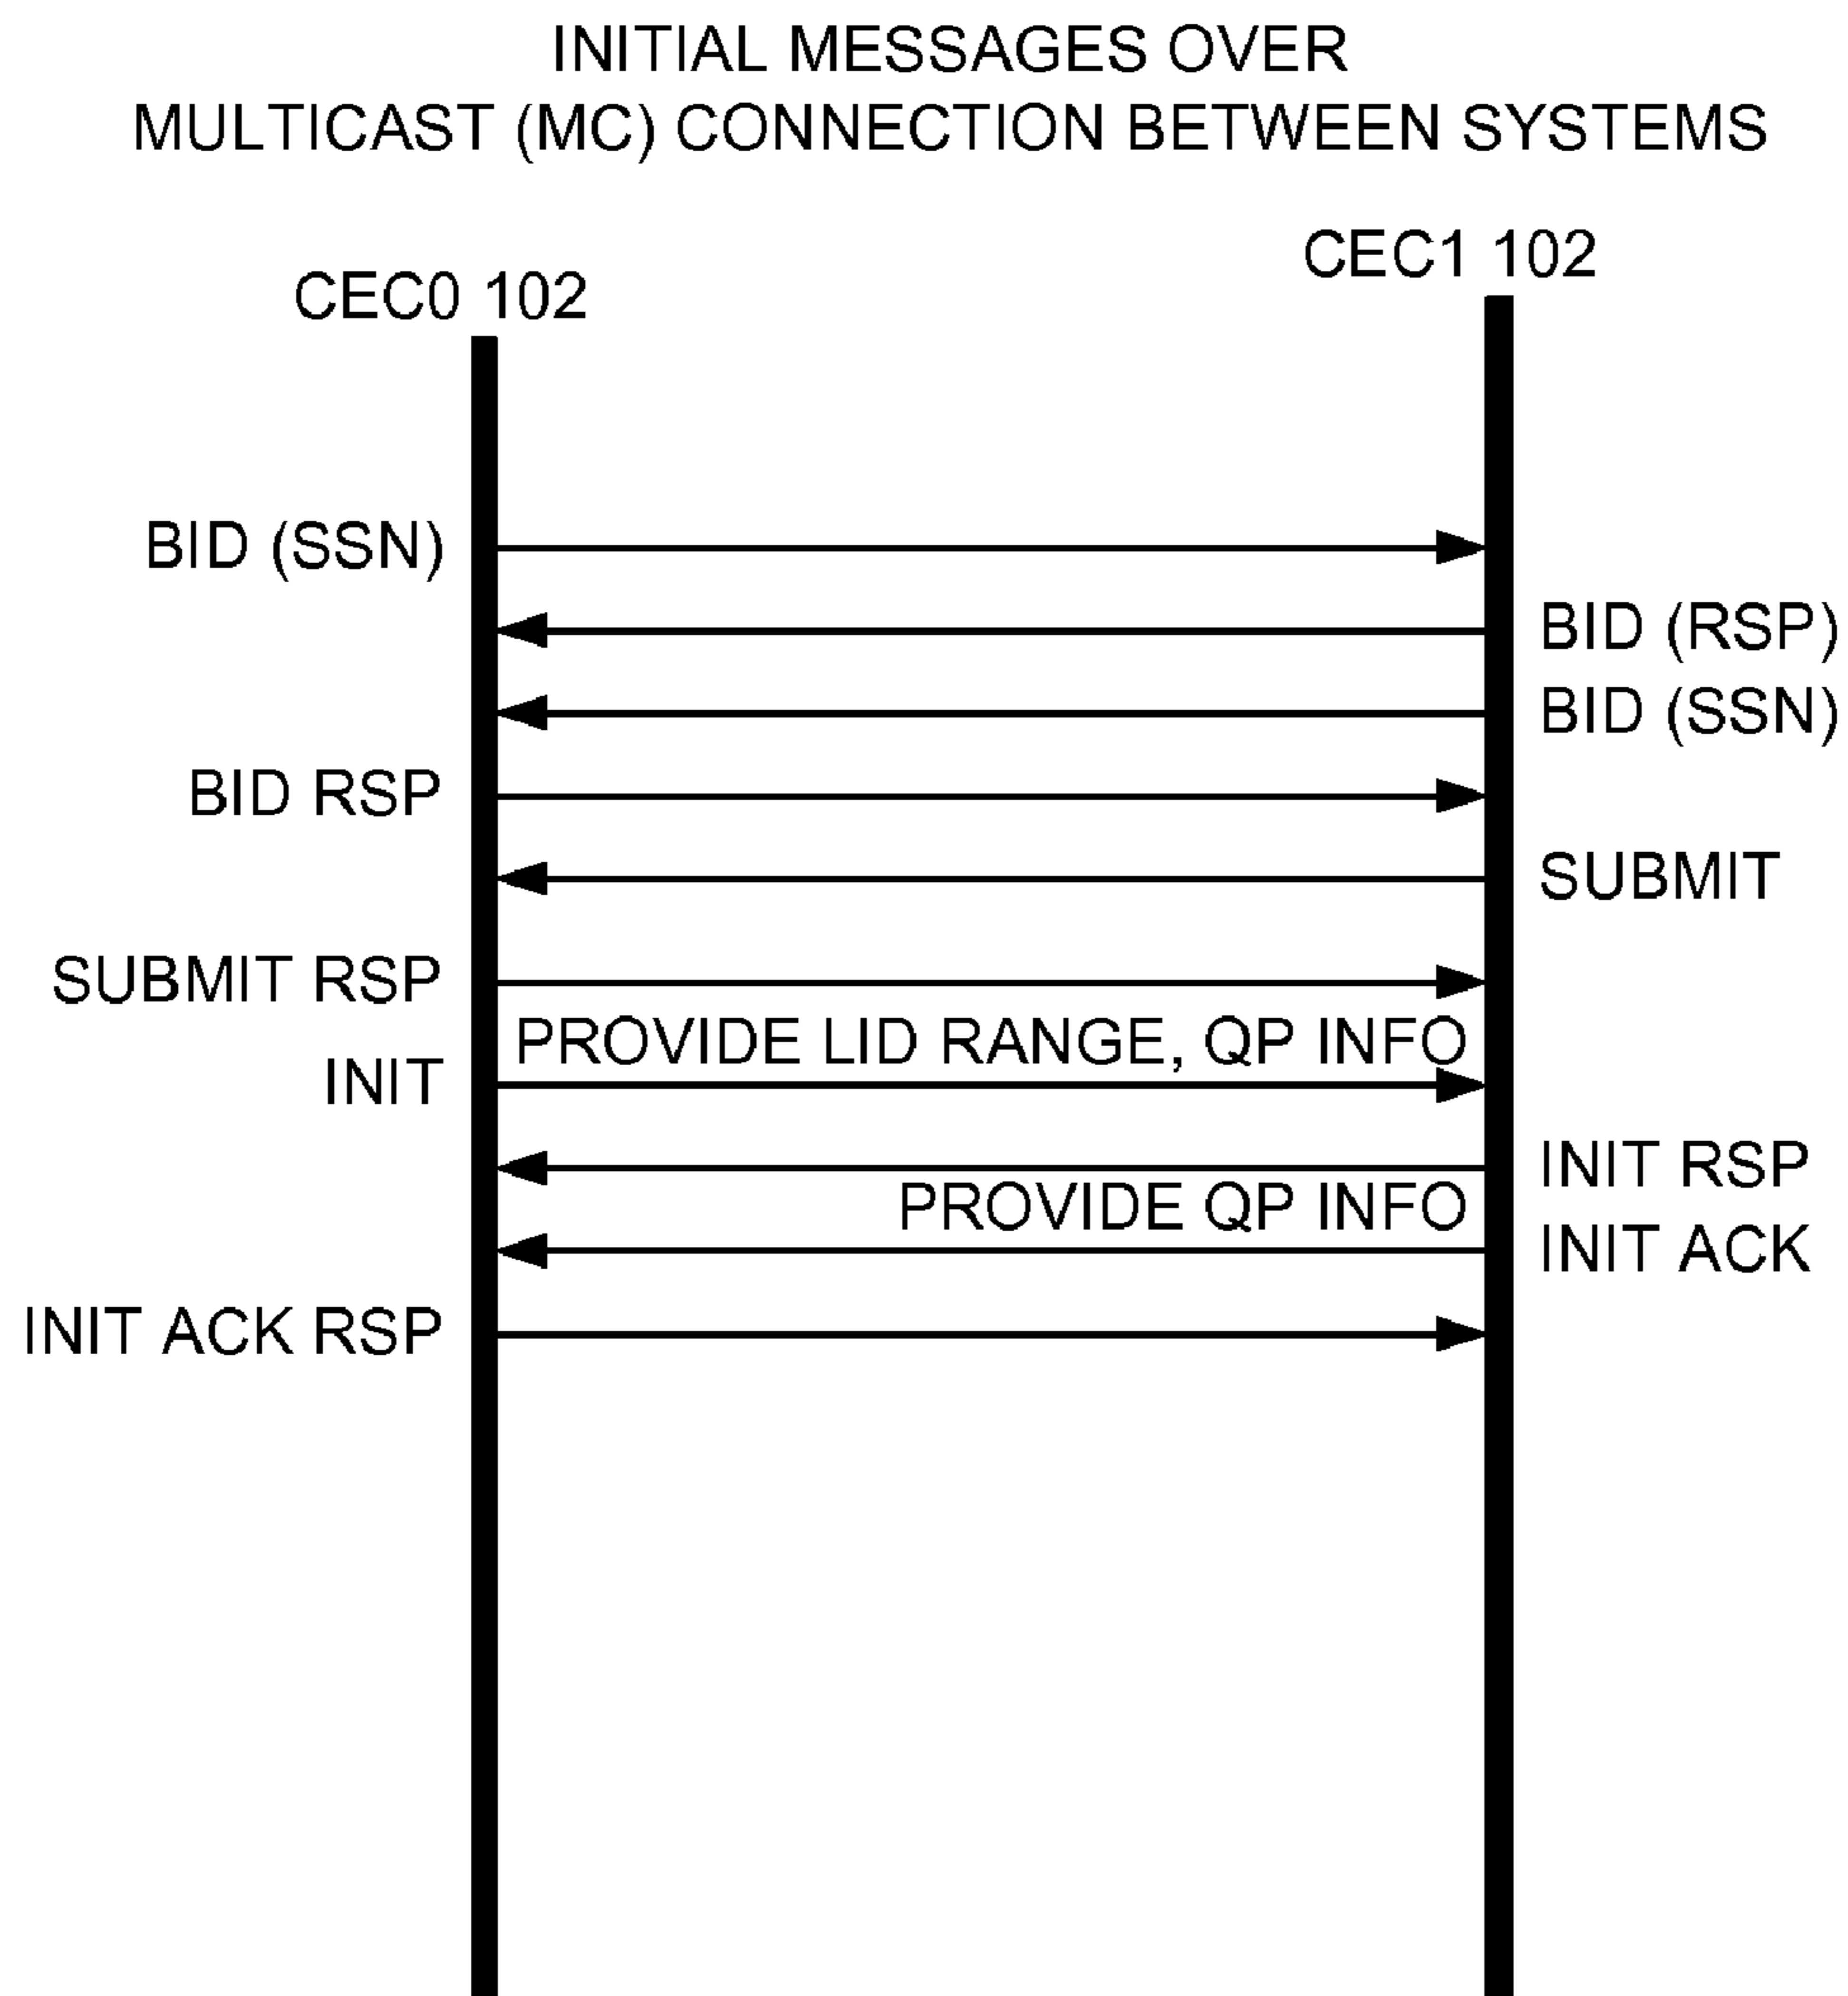 INITIAL MESSAGES OVER
MULTICAST (MC) CONNECTION BETWEEN SYSTEMS
CEC1 102
CEC0 102
BID (SSN)
BID (RSP)
BID (SSN)
BID RSP
SUBMIT
SUBMIT RSP
PROVIDE LID RANGE, QP INFO
INIT
INIT RSP
PROVIDE QP INFO
INIT ACK
INIT ACK RSP